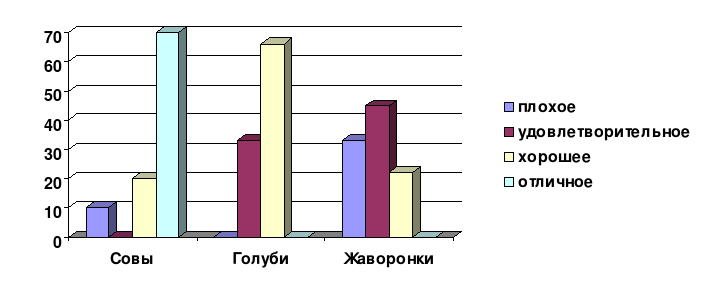 70
60
50
40
30
20
10
0
Совы
Голуби
Жаворонки
плохое
удовлетворительное
хорошее
отличное